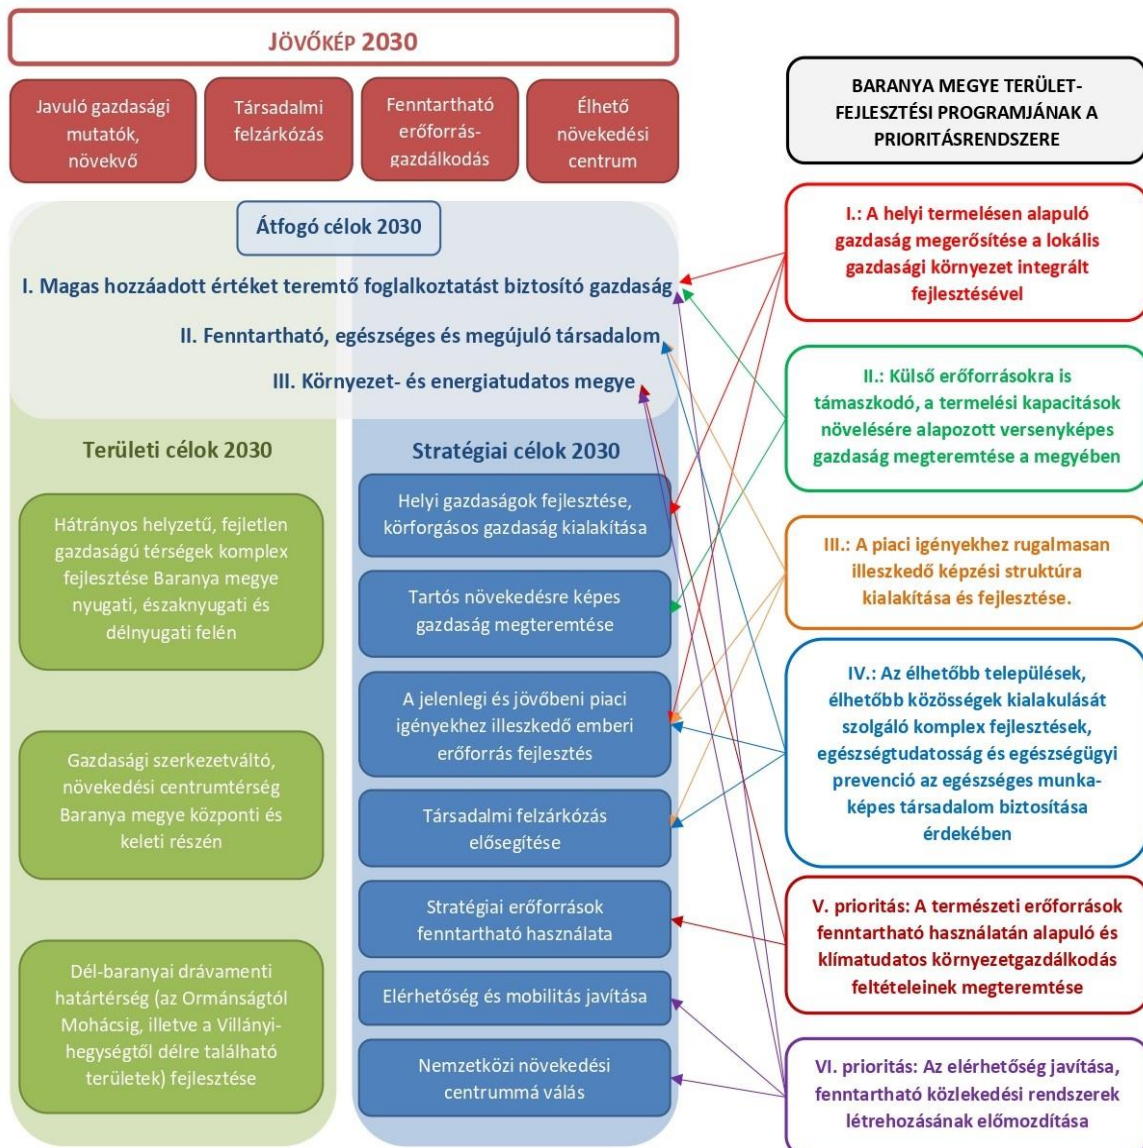 JÖVŐKÉP 2030
Javuló gazdasági
mutatók,
növekvő
Társadalmi
felzárkózás
Fenntartható
erőforrás-
gazdálkodás
Élhető
növekedési
centrum
Átfogó célok 2030
I. Magas hozzáadott értéket teremtő foglalkoztatást biztosító gazdaság
II. Fenntartható, egészséges és megújuló társadalom
III. Környezet- és energiatudatos megye
Területi célok 2030
Hátrányos helyzetű, fejletlen
gazdaságú térségek komplex
fejlesztése Baranya megye
nyugati, északnyugati és
délnyugati felén
Gazdasági szerkezetváltó,
növekedési centrumtérség
Baranya megye központi és
keleti részén
Dél-baranyai drávamenti
határtérség (az Ormánságtól
Mohácsig, illetve a Villányi-
hegységtől délre található
területek) fejlesztése
Stratégiai célok 2030
Helyi gazdaságok fejlesztése,
körforgásos gazdaság kialakítása
Tartós növekedésre képes
gazdaság megteremtése
A jelenlegi és jövőbeni piaci
igényekhez illeszkedő emberi
erőforrás fejlesztés
Társadalmi felzárkózás
elősegítése
Stratégiai erőforrások
fenntartható használata
Elérhetőség és mobilitás javítása
Nemzetközi növekedési
centrummá válás
BARANYA MEGYE TERÜLET-
FEJLESZTÉSI PROGRAMJÁNAK A
PRIORITÁSRENDSZERE
I.: A helyi termelésen alapuló
gazdaság megerősítése a lokális
gazdasági környezet integrált
fejlesztésével
II.: Külső erőforrásokra is
támaszkodó, a termelési kapacitások
növelésére alapozott versenyképes
gazdaság megteremtése a megyében
III.: A piaci igényekhez rugalmasan
illeszkedő képzési struktúra
kialakítása és fejlesztése.
IV.: Az élhetőbb települések,
élhetőbb közösségek kialakulását
szolgáló komplex fejlesztések,
egészségtudatosság és egészségügyi
prevenció az egészséges munka-
képes társadalom biztosítása
érdekében
V. prioritás: A természeti erőforrások
fenntartható használatán alapuló és
klímatudatos környezetgazdálkodás
feltételeinek megteremtése
VI. prioritás: Az elérhetőség javítása,
fenntartható közlekedési rendszerek
létrehozásának előmozdítása